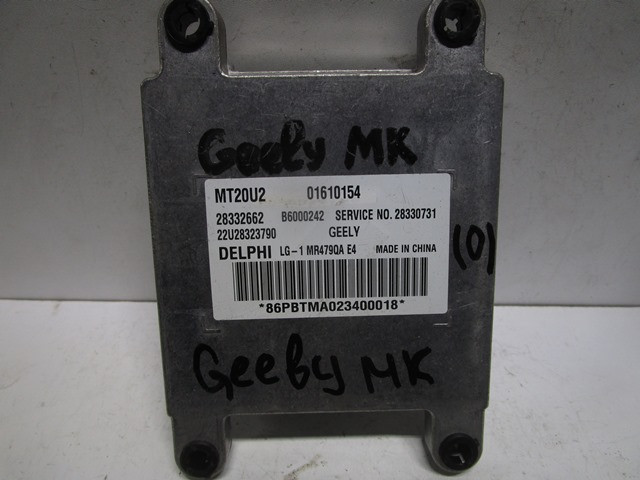 Geely MK
MT20U2 01610154
28332662 B6000242 SERVICE NO. 28330731
22U28323790 GEELY
DELPHI LG-1 MR479QA E4 MADE IN CHINA
(0)
*86PBTMA023400018*
Geeby MK